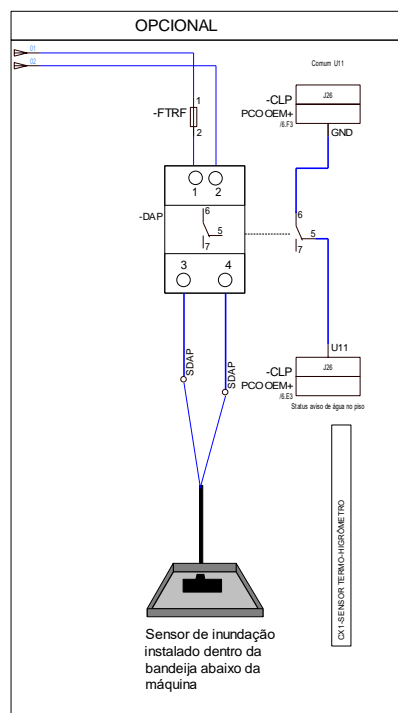 OPCIONAL
01
02
Comum U11
-CLP
J26
PCO OEM+
/6.F3
GND
-FTRF
1
2
1
2
-DAP
6
5
7
6
5
7
3
4
SDAP
SDAP
U11
-CLP
J26
PCO OEM+
/6.E3
Status aviso de água no piso
CX1-SENSOR TERMO-HIGRÔMETRO
Sensor de inundação
instalado dentro da
bandeija abaixo da
máquina